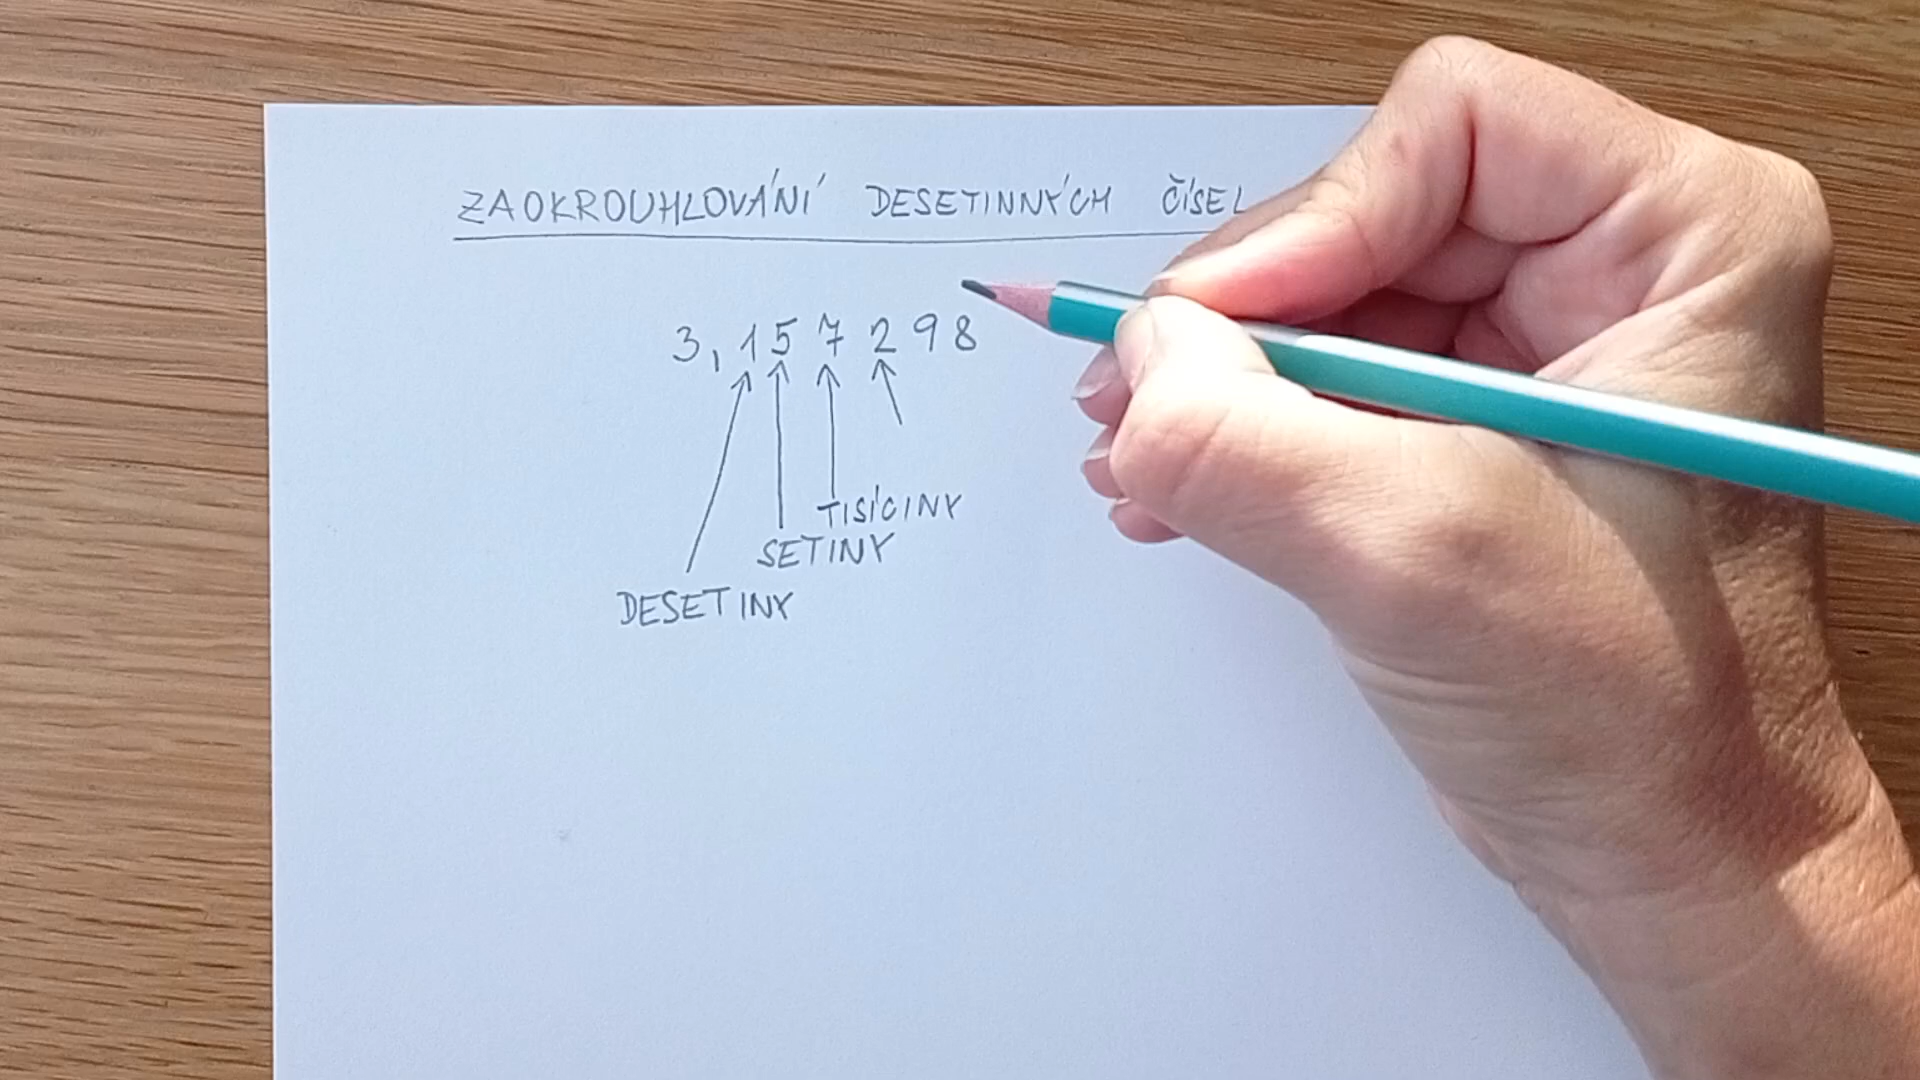 ZAOKROUHLOVÁNÍ DESETINNÝCH ČÍSEL
3,157298
TISÍCINY
SETINY
DESETINY